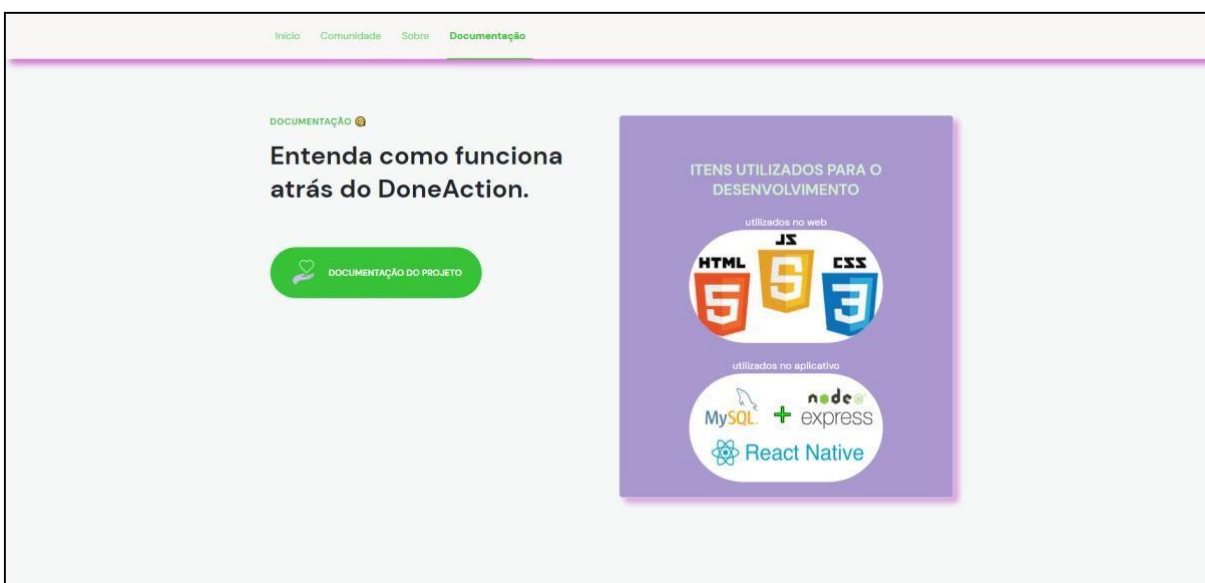 Início Comunidade Sobre Documentação
DOCUMENTAÇÃO
Entenda como funciona
atrás do DoneAction.
DOCUMENTAÇÃO DO PROJETO
ITENS UTILIZADOS PARA O
DESENVOLVIMENTO
utilizados no web
JS
HTML CSS
5 5 3
utilizados no aplicativo
node
MySQL. + express
React Native